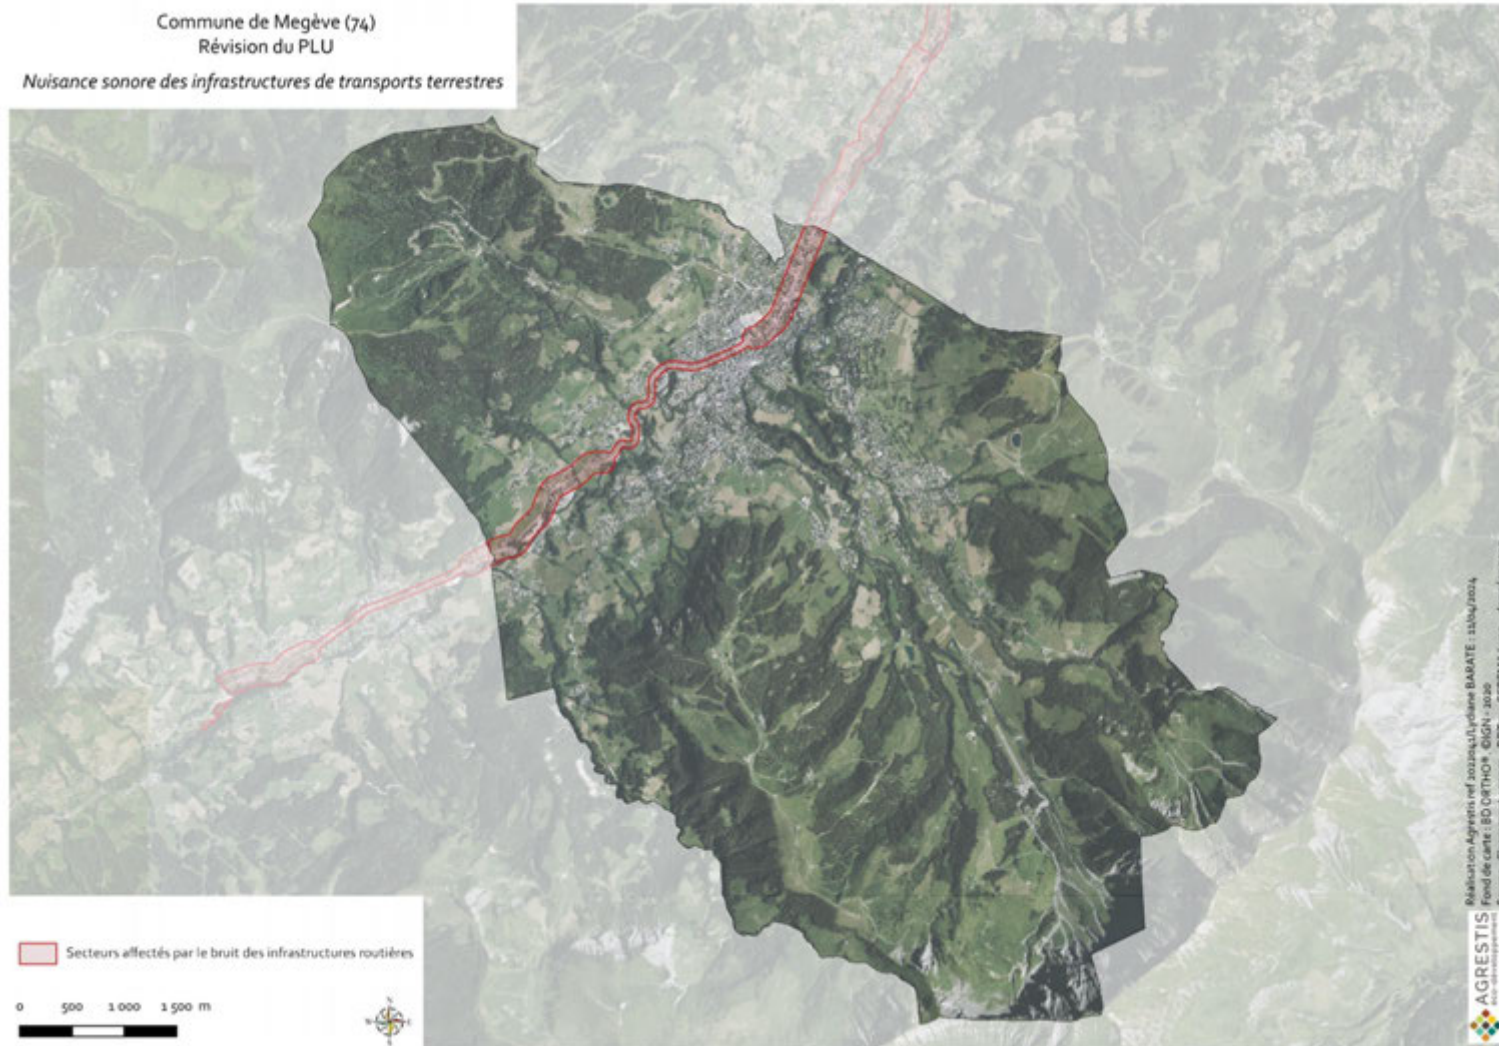 Commune de Megève (74)
Révision du PLU
Nuisance sonore des infrastructures de transports terrestres
Secteurs affectés par le bruit des infrastructures routières
0 500 1 000 1 500 m
Réalisation Agrestis ref 2022041/Lydiane BARATE : 11/04/2024
Fond de carte : BD ORTHO®, ©IGN - 2020
AGRESTIS
éco-développement